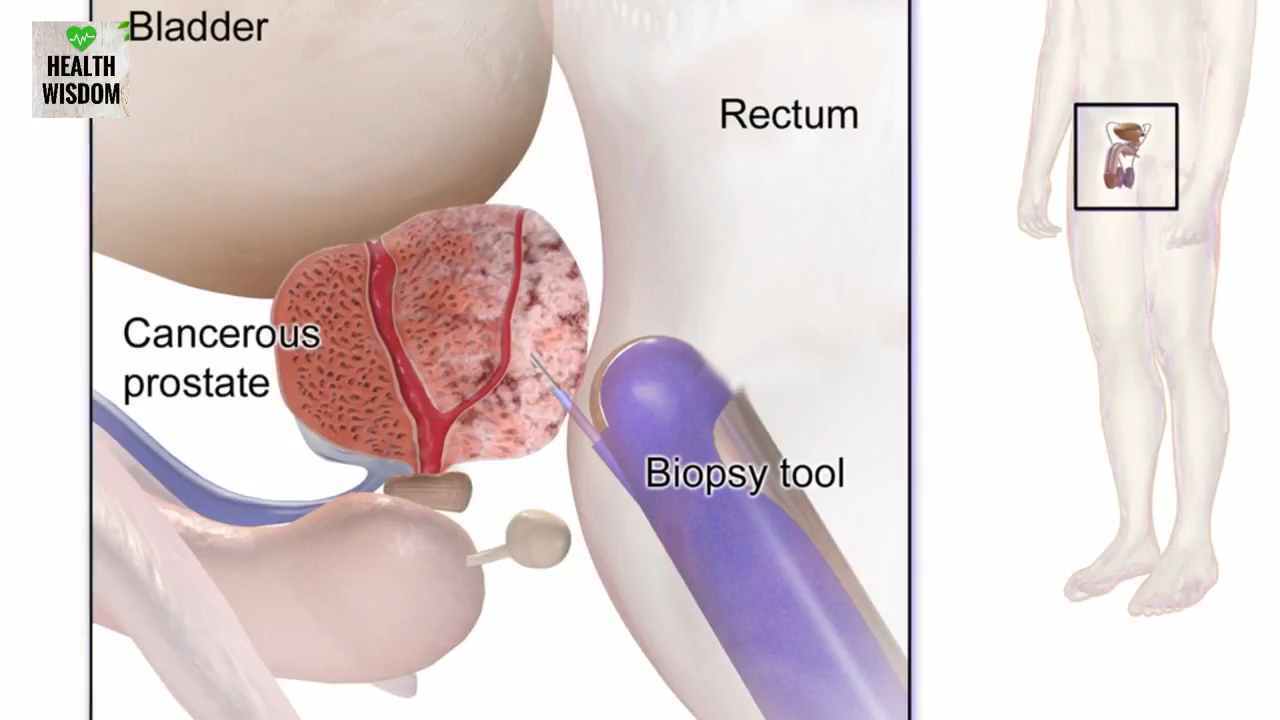 Bladder
HEALTH
WISDOM
Rectum
Cancerous
prostate
Biopsy tool